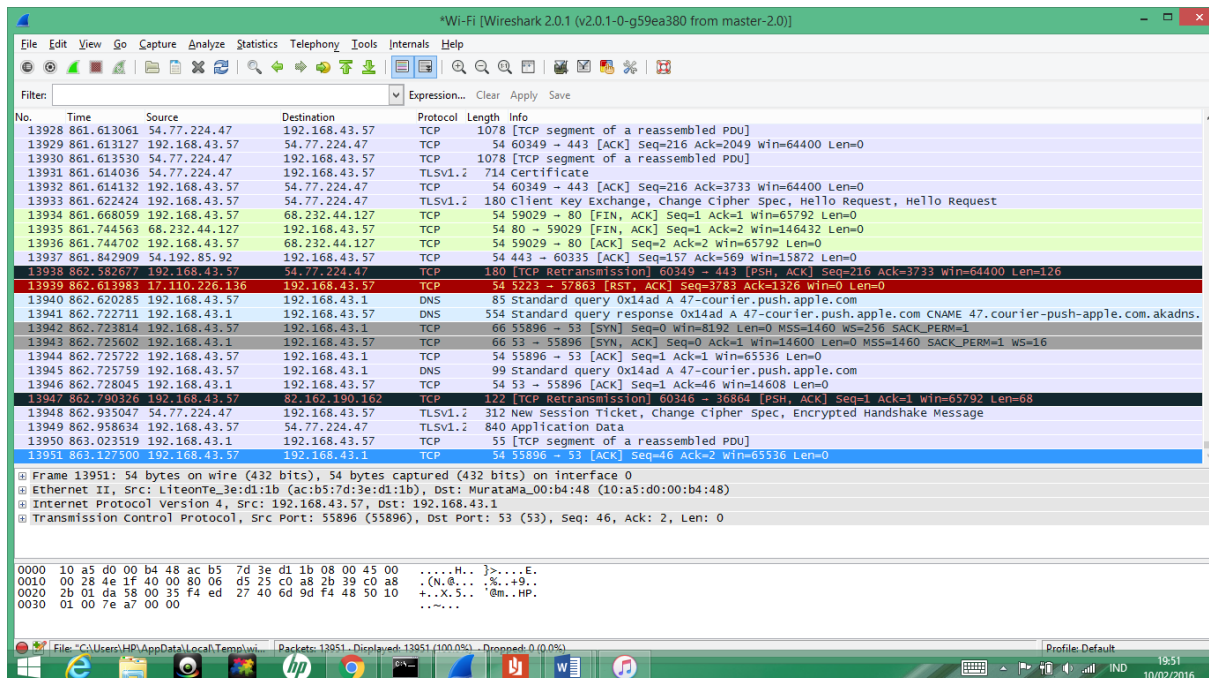 *Wi-Fi [Wireshark 2.0.1 (v2.0.1-0-g59ea380 from master-2.0)]
File Edit View Go Capture Analyze Statistics Telephony Tools Internals Help
Filter: Expression... Clear Apply Save
No. Time Source Destination Protocol Length Info
13928 861.613061 54.77.224.47 192.168.43.57 TCP 1078 [TCP segment of a reassembled PDU]
13929 861.613127 192.168.43.57 54.77.224.47 TCP 54 60349 → 443 [ACK] Seq=216 Ack=2049 Win=64400 Len=0
13930 861.613530 54.77.224.47 192.168.43.57 TCP 1078 [TCP segment of a reassembled PDU]
13931 861.614036 54.77.224.47 192.168.43.57 TLSv1.2 714 Certificate
13932 861.614132 192.168.43.57 54.77.224.47 TCP 54 60349 → 443 [ACK] Seq=216 Ack=3733 Win=64400 Len=0
13933 861.622424 192.168.43.57 54.77.224.47 TLSv1.2 180 Client Key Exchange, Change Cipher Spec, Hello Request, Hello Request
13934 861.668059 192.168.43.57 68.232.44.127 TCP 54 59029 → 80 [FIN, ACK] Seq=1 Ack=1 Win=65792 Len=0
13935 861.744563 68.232.44.127 192.168.43.57 TCP 54 80 → 59029 [FIN, ACK] Seq=1 Ack=2 Win=146432 Len=0
13936 861.744702 192.168.43.57 68.232.44.127 TCP 54 59029 → 80 [ACK] Seq=2 Ack=2 Win=65792 Len=0
13937 861.842909 54.192.85.92 192.168.43.57 TCP 54 443 → 60335 [ACK] Seq=157 Ack=569 Win=15872 Len=0
13938 862.582677 192.168.43.57 54.77.224.47 TCP 180 [TCP Retransmission] 60349 → 443 [PSH, ACK] Seq=216 Ack=3733 Win=64400 Len=126
13939 862.613983 17.110.226.136 192.168.43.57 TCP 54 5223 → 57863 [RST, ACK] Seq=3783 Ack=1326 Win=0 Len=0
13940 862.620285 192.168.43.57 192.168.43.1 DNS 85 Standard query 0x14ad A 47-courier.push.apple.com
13941 862.722711 192.168.43.1 192.168.43.57 DNS 554 Standard query response 0x14ad A 47-courier.push.apple.com CNAME 47.courier-push-apple.com.akadns.
13942 862.723814 192.168.43.57 192.168.43.1 TCP 66 55896 → 53 [SYN] Seq=0 Win=8192 Len=0 MSS=1460 WS=256 SACK_PERM=1
13943 862.725602 192.168.43.1 192.168.43.57 TCP 66 53 → 55896 [SYN, ACK] Seq=0 Ack=1 Win=14600 Len=0 MSS=1460 SACK_PERM=1 WS=16
13944 862.725722 192.168.43.57 192.168.43.1 TCP 54 55896 → 53 [ACK] Seq=1 Ack=1 Win=65536 Len=0
13945 862.725759 192.168.43.57 192.168.43.1 DNS 99 Standard query 0x14ad A 47-courier.push.apple.com
13946 862.728045 192.168.43.1 192.168.43.57 TCP 54 53 → 55896 [ACK] Seq=1 Ack=46 Win=14608 Len=0
13947 862.790326 192.168.43.57 82.162.190.162 TCP 122 [TCP Retransmission] 60346 → 36864 [PSH, ACK] Seq=1 Ack=1 Win=65792 Len=68
13948 862.935047 54.77.224.47 192.168.43.57 TLSv1.2 312 New Session Ticket, Change Cipher Spec, Encrypted Handshake Message
13949 862.958634 192.168.43.57 54.77.224.47 TLSv1.2 840 Application Data
13950 863.023519 192.168.43.1 192.168.43.57 TCP 55 [TCP segment of a reassembled PDU]
13951 863.127500 192.168.43.57 192.168.43.1 TCP 54 55896 → 53 [ACK] Seq=46 Ack=2 Win=65536 Len=0
Frame 13951: 54 bytes on wire (432 bits), 54 bytes captured (432 bits) on interface 0
Ethernet II, Src: LiteonTe_3e:d1:1b (ac:b5:7d:3e:d1:1b), Dst: MurataMa_00:b4:48 (10:a5:d0:00:b4:48)
Internet Protocol Version 4, Src: 192.168.43.57, Dst: 192.168.43.1
Transmission Control Protocol, Src Port: 55896 (55896), Dst Port: 53 (53), Seq: 46, Ack: 2, Len: 0
0000 10 a5 d0 00 b4 48 ac b5 7d 3e d1 1b 08 00 45 00 .....H.. }>....E.
0010 00 28 4e 1f 40 00 80 06 d5 25 c0 a8 2b 39 c0 a8 .(N.@... .%..+9..
0020 2b 01 da 58 00 35 f4 ed 27 40 6d 9d f4 48 50 10 +..X.5.. '@m..HP.
0030 01 00 7e a7 00 00 ..~...
File: "C:\Users\HP\AppData\Local\Temp\wi... Packets: 13951 · Displayed: 13951 (100.0%) · Dropped: 0 (0.0%) Profile: Default
hp IND 19:51
10/02/2016